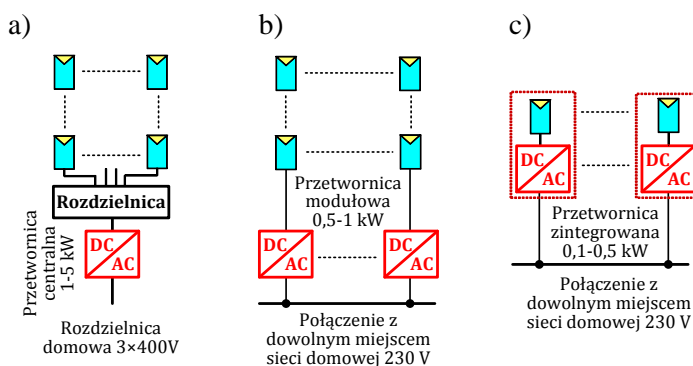 a)
Rozdzielnica
Przetwornica
centralna
1-5 kW
DC
AC
Rozdzielnica
domowa 3×400V
b)
Przetwornica
modułowa
0,5-1 kW
DC
AC
DC
AC
Połączenie z
dowolnym miejscem
sieci domowej 230 V
c)
DC
AC
DC
AC
Przetwornica
zintegrowana
0,1-0,5 kW
Połączenie z
dowolnym miejscem
sieci domowej 230 V